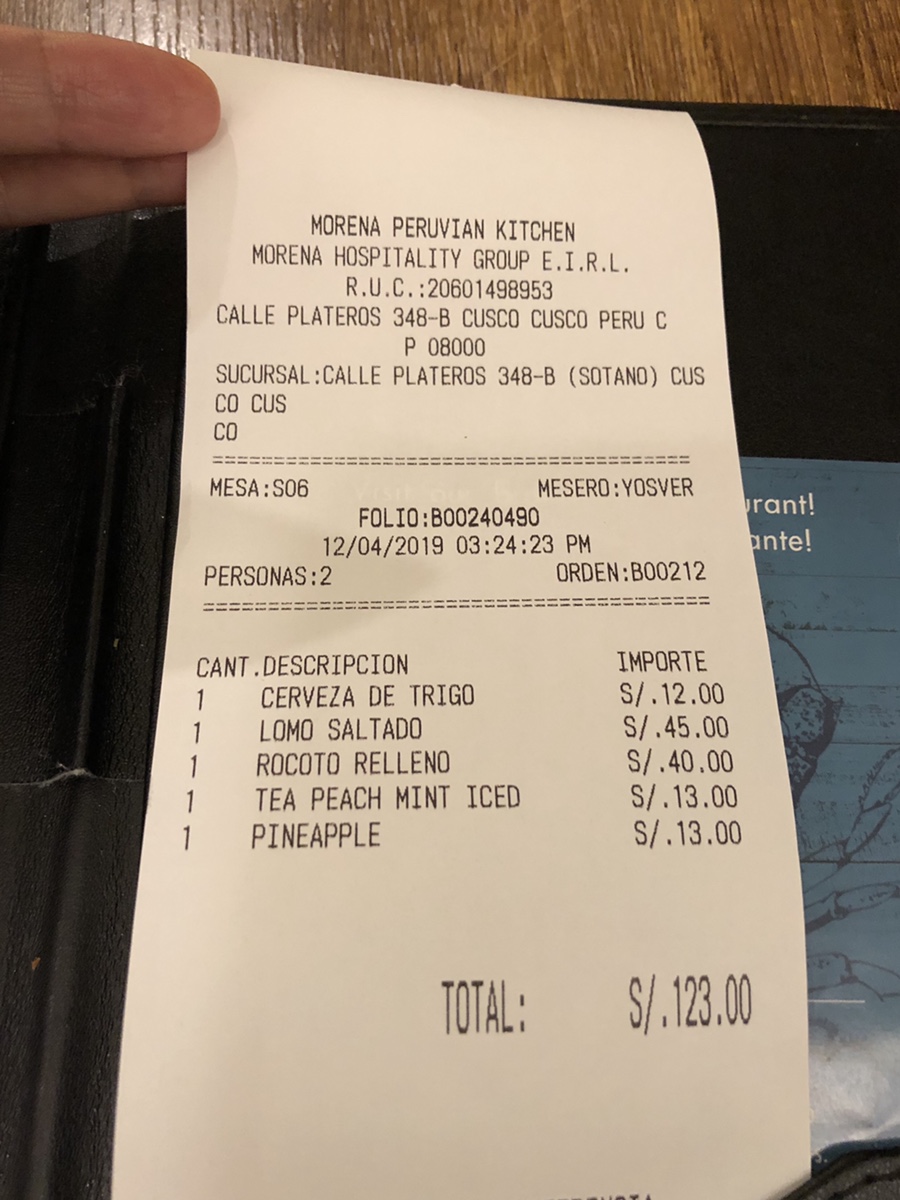 MORENA PERUVIAN KITCHEN
MORENA HOSPITALITY GROUP E.I.R.L.
R.U.C.:20601498953
CALLE PLATEROS 348-B CUSCO CUSCO PERU C
P 08000
SUCURSAL:CALLE PLATEROS 348-B (SOTANO) CUS
CO CUS
CO
==================================================
MESA:S06 MESERO:YOSVER
FOLIO:B00240490
12/04/2019 03:24:23 PM
PERSONAS:2 ORDEN:B00212
==================================================
CANT.DESCRIPCION IMPORTE
1 CERVEZA DE TRIGO S/.12.00
1 LOMO SALTADO S/.45.00
1 ROCOTO RELLENO S/.40.00
1 TEA PEACH MINT ICED S/.13.00
1 PINEAPPLE S/.13.00
TOTAL: S/.123.00
urant!
ante!